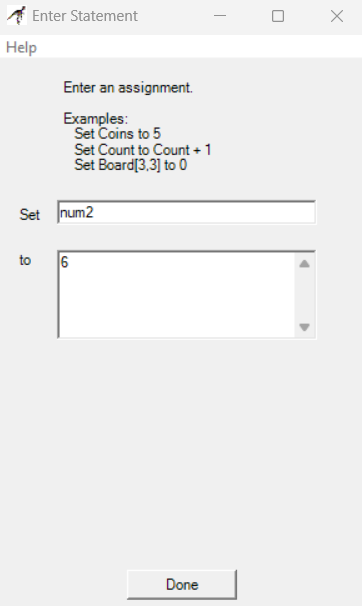 Enter Statement
Help
Enter an assignment.
Examples:
Set Coins to 5
Set Count to Count + 1
Set Board[3,3] to 0
Set num2
to 6
Done